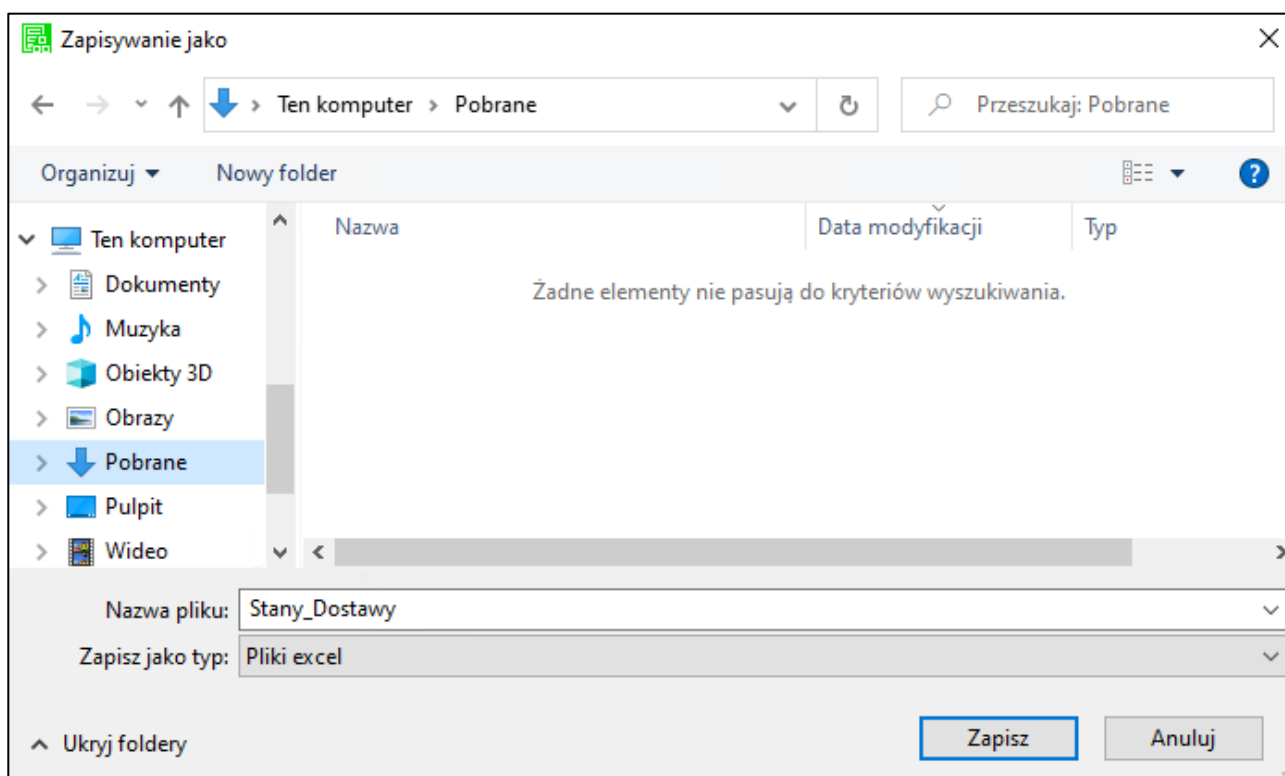 Zapisywanie jako
Ten komputer > Pobrane
Przeszukaj: Pobrane
Organizuj
Nowy folder
Nazwa
Data modyfikacji
Typ
Ten komputer
Dokumenty
Muzyka
Obiekty 3D
Obrazy
Pobrane
Pulpit
Wideo
Żadne elementy nie pasują do kryteriów wyszukiwania.
Nazwa pliku: Stany_Dostawy
Zapisz jako typ: Pliki excel
Ukryj foldery
Zapisz
Anuluj